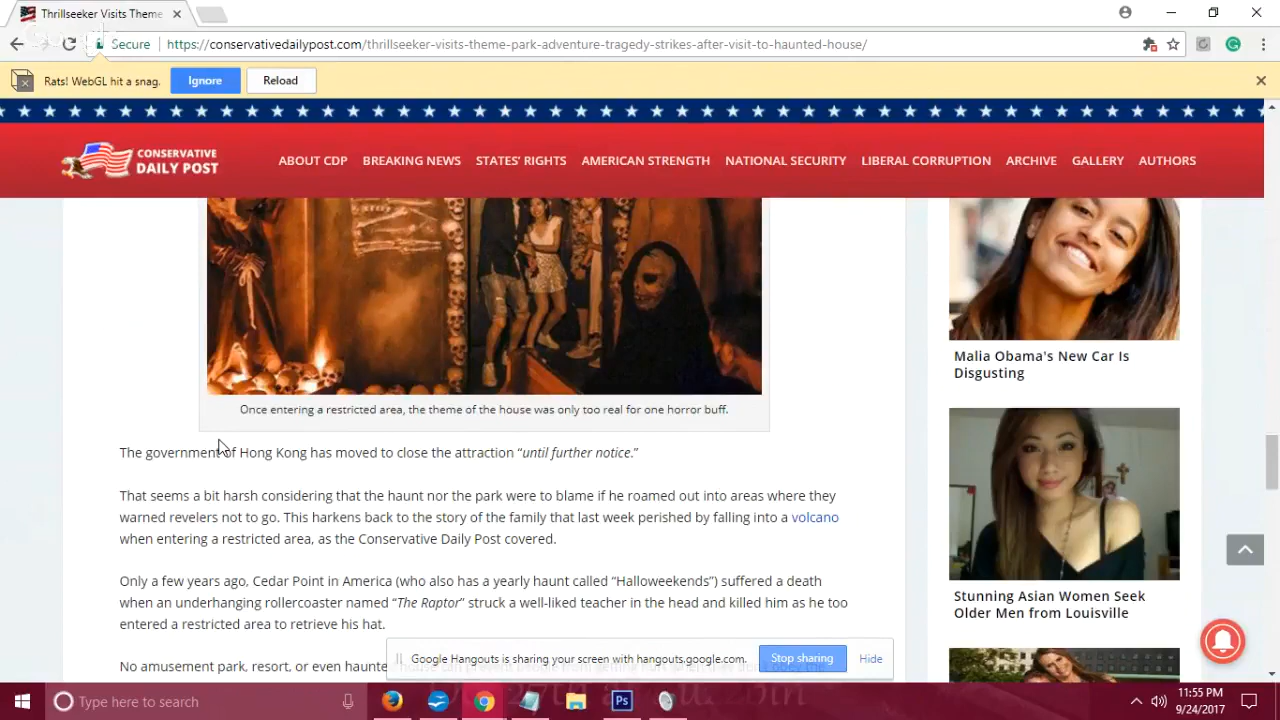 Thrillseeker Visits Theme
Secure
https://conservativedailypost.com/thrillseeker-visits-theme-park-adventure-tragedy-strikes-after-visit-to-haunted-house/
Rats! WebGL hit a snag.
Ignore
Reload
CONSERVATIVE
DAILY POST
ABOUT CDP
BREAKING NEWS
STATES' RIGHTS
AMERICAN STRENGTH
NATIONAL SECURITY
LIBERAL CORRUPTION
ARCHIVE
GALLERY
AUTHORS
Once entering a restricted area, the theme of the house was only too real for one horror buff.
The government of Hong Kong has moved to close the attraction “until further notice.”
That seems a bit harsh considering that the haunt nor the park were to blame if he roamed out into areas where they
warned revelers not to go. This harkens back to the story of the family that last week perished by falling into a volcano
when entering a restricted area, as the Conservative Daily Post covered.
Only a few years ago, Cedar Point in America (who also has a yearly haunt called “Halloweekends”) suffered a death
when an underhanging rollercoaster named “The Raptor” struck a well-liked teacher in the head and killed him as he too
entered a restricted area to retrieve his hat.
No amusement park, resort, or even haunte
Malia Obama's New Car Is
Disgusting
Stunning Asian Women Seek
Older Men from Louisville
Google Hangouts is sharing your screen with hangouts.google.com.
Stop sharing
Hide
Type here to search
Ps
11:55 PM
9/24/2017